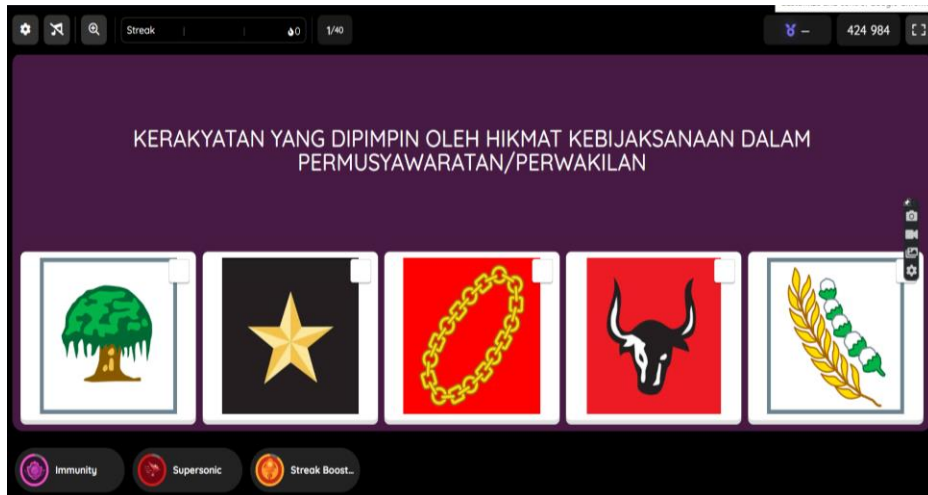 Streak
0
1/40
–
424 984
KERAKYATAN YANG DIPIMPIN OLEH HIKMAT KEBIJAKSANAAN DALAM
PERMUSYAWARATAN/PERWAKILAN
Immunity
Supersonic
Streak Boost...